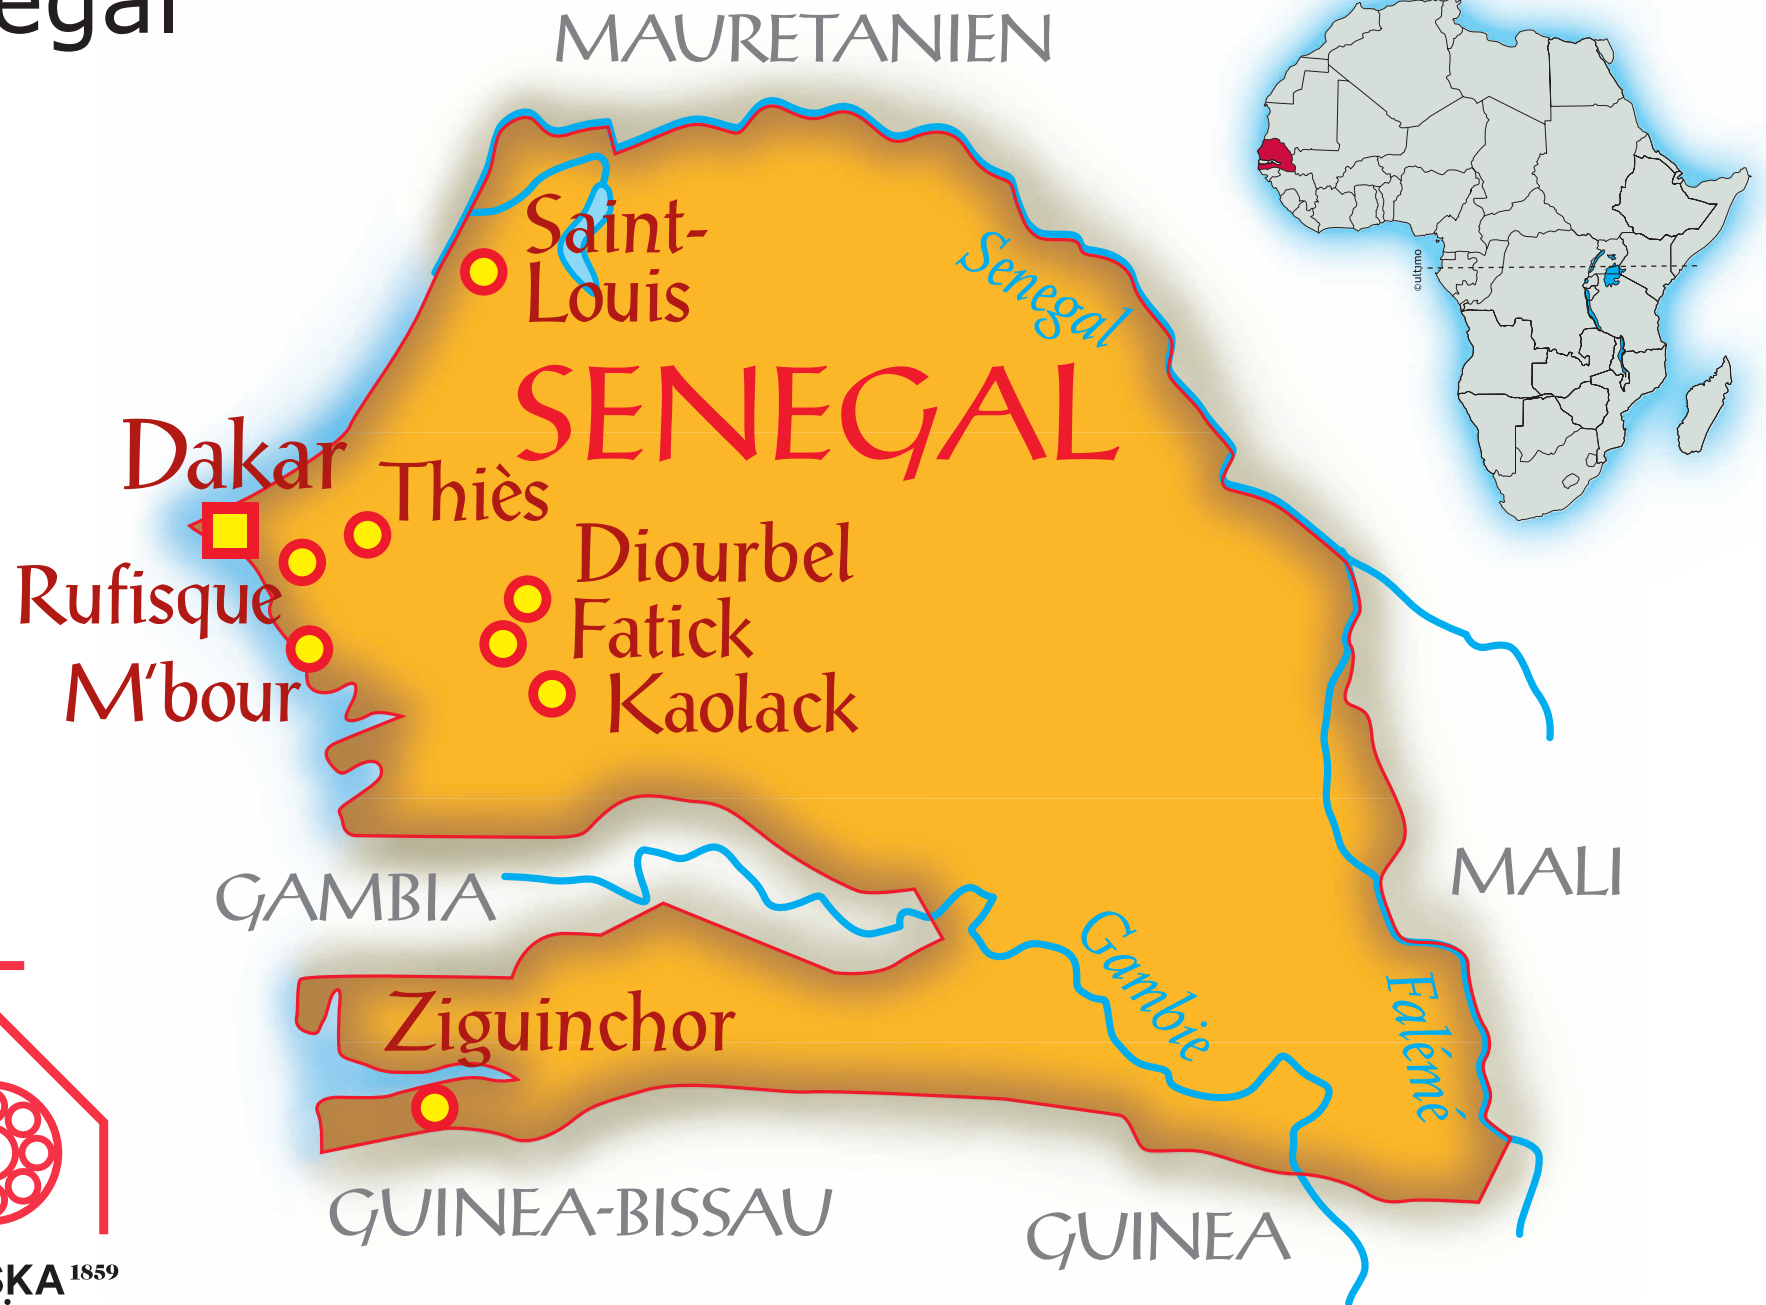 egal
MAURETANIEN
©ultimo
Saint-
Louis
Senegal
SENEGAL
Dakar
Thiès
Diourbel
Rufisque
Fatick
M'bour
Kaolack
MALI
GAMBIA
Gambie
Falémé
Ziguinchor
GUINEA-BISSAU
GUINEA
KA 1859